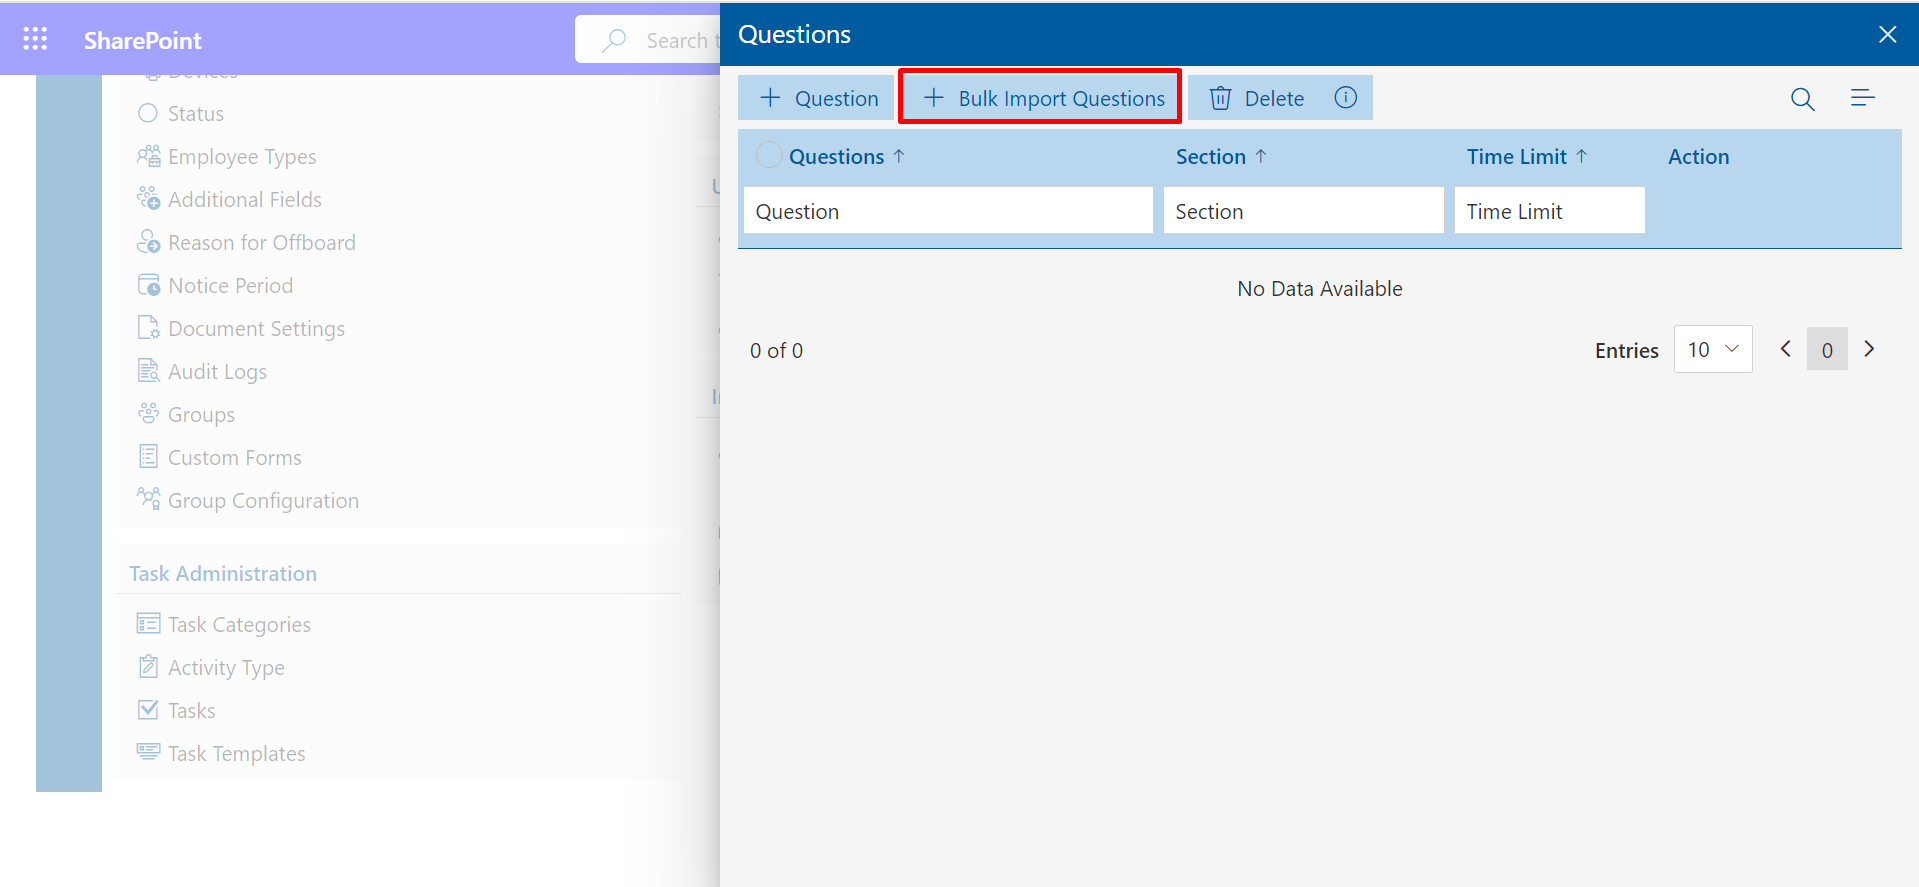 SharePoint
Search t
Questions
Question
Bulk Import Questions
Delete
Devices
Status
Employee Types
Additional Fields
Reason for Offboard
Notice Period
Document Settings
Audit Logs
Groups
Custom Forms
Group Configuration
Task Administration
Task Categories
Activity Type
Tasks
Task Templates
Questions ↑ Section ↑ Time Limit ↑ Action
Question Section Time Limit
No Data Available
0 of 0 Entries 10 0